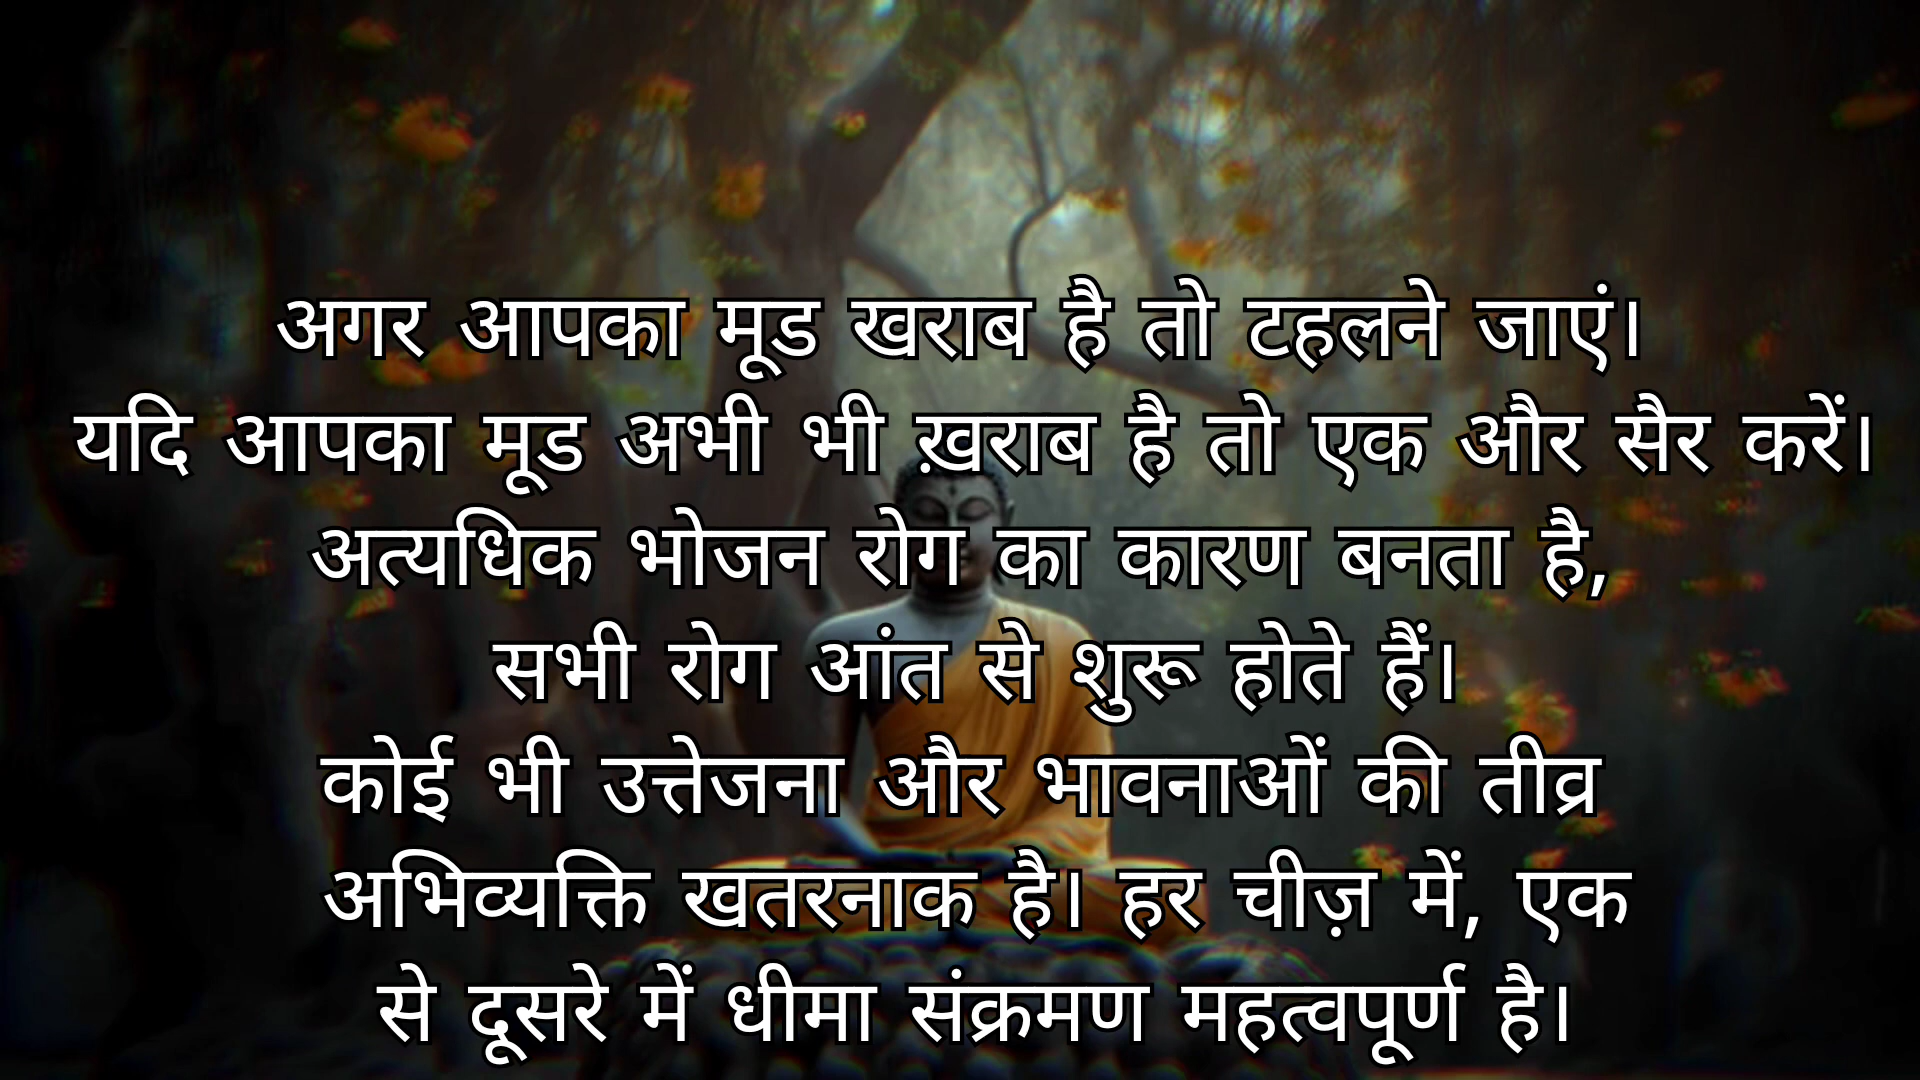 अगर आपका मूड खराब है तो टहलने जाएं।
यदि आपका मूड अभी भी ख़राब है तो एक और सैर करें।
अत्यधिक भोजन रोग का कारण बनता है,
सभी रोग आंत से शुरू होते हैं।
कोई भी उत्तेजना और भावनाओं की तीव्र
अभिव्यक्ति खतरनाक है। हर चीज़ में, एक
से दूसरे में धीमा संक्रमण महत्वपूर्ण है।